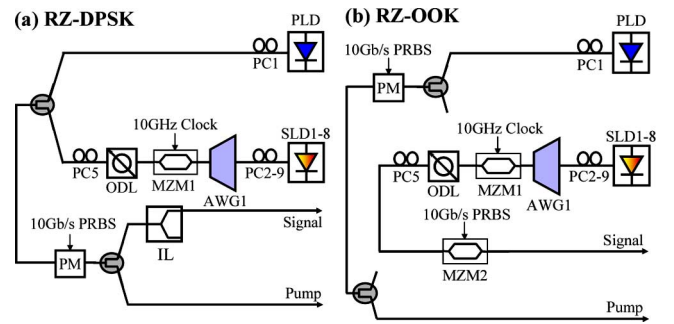 (a) RZ-DPSK
PLD
PC1
10GHz Clock
SLD1-8
PC5
ODL
MZM1
AWG1
PC2-9
10Gb/s PRBS
PM
IL
Signal
Pump
(b) RZ-OOK
PLD
10Gb/s PRBS
PM
PC1
10GHz Clock
SLD1-8
PC5
ODL
MZM1
AWG1
PC2-9
10Gb/s PRBS
MZM2
Signal
Pump